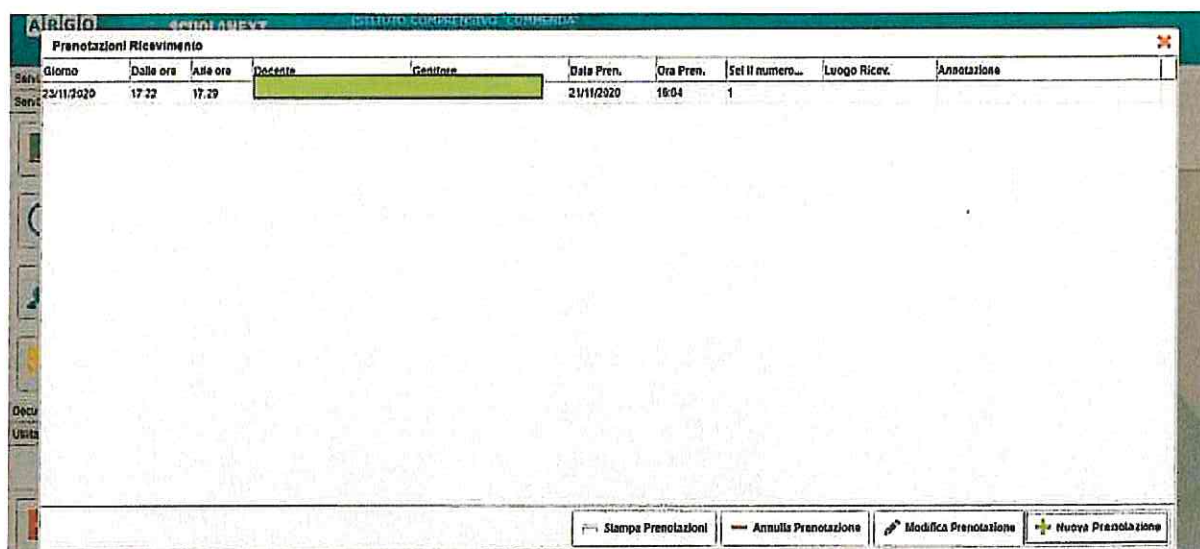 ARGO SCUOLANEXT ISTITUTO COMPRENSIVO "COMMENDA"
Prenotazioni Ricevimento
Giorno Dalle ore Alle ore Docente Genitore Data Pren. Ora Pren. Sei il numero... Luogo Ricev. Annotazione
23/11/2020 17:22 17:29 21/11/2020 16:04 1
Stampa Prenotazioni Annulla Prenotazione Modifica Prenotazione Nuova Prenotazione